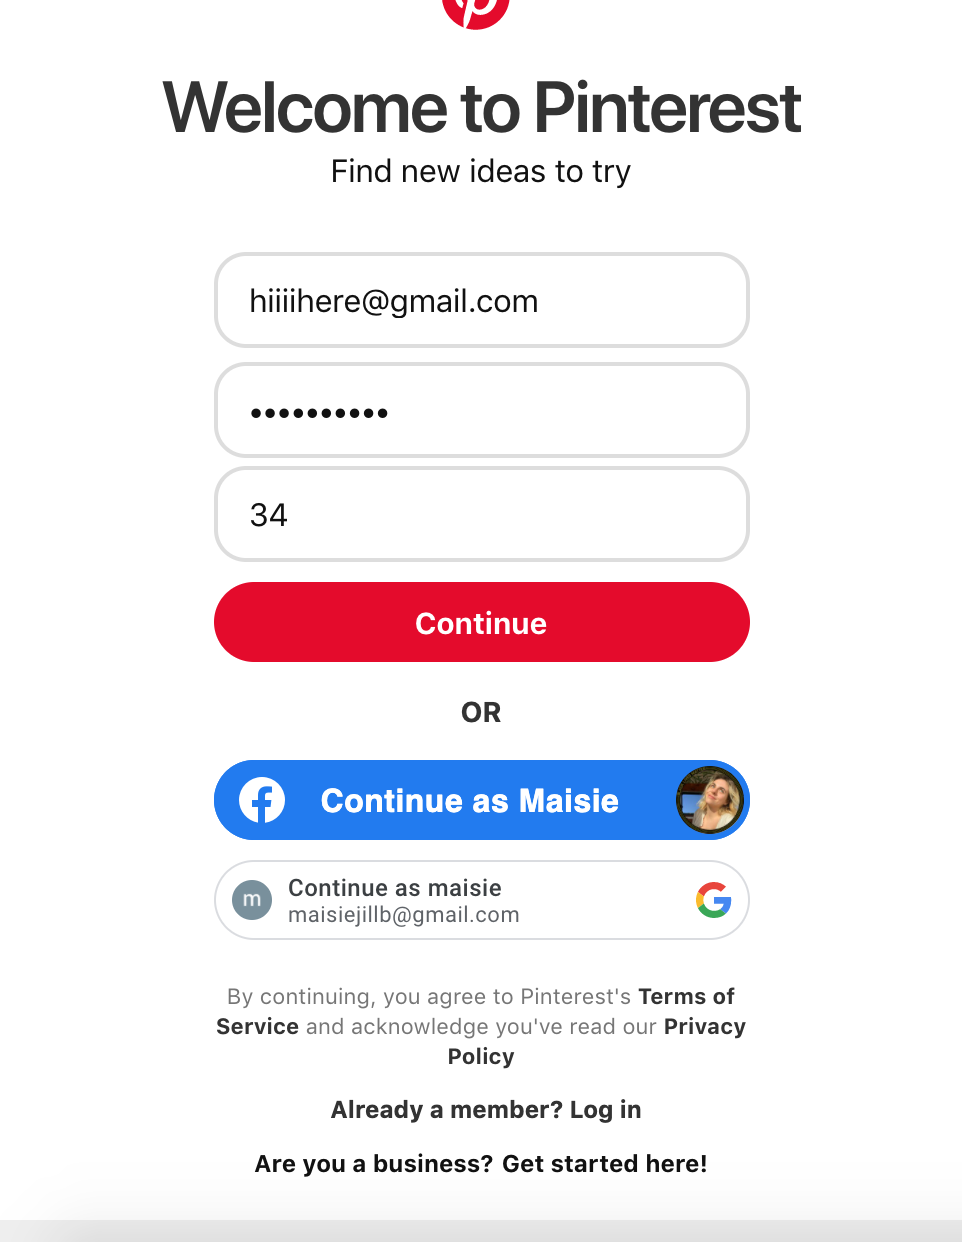 Welcome to Pinterest
Find new ideas to try
hiiiihere@gmail.com
••••••••••
34
Continue
OR
Continue as Maisie
m
Continue as maisie
maisiejillb@gmail.com
By continuing, you agree to Pinterest's Terms of
Service and acknowledge you've read our Privacy
Policy
Already a member? Log in
Are you a business? Get started here!